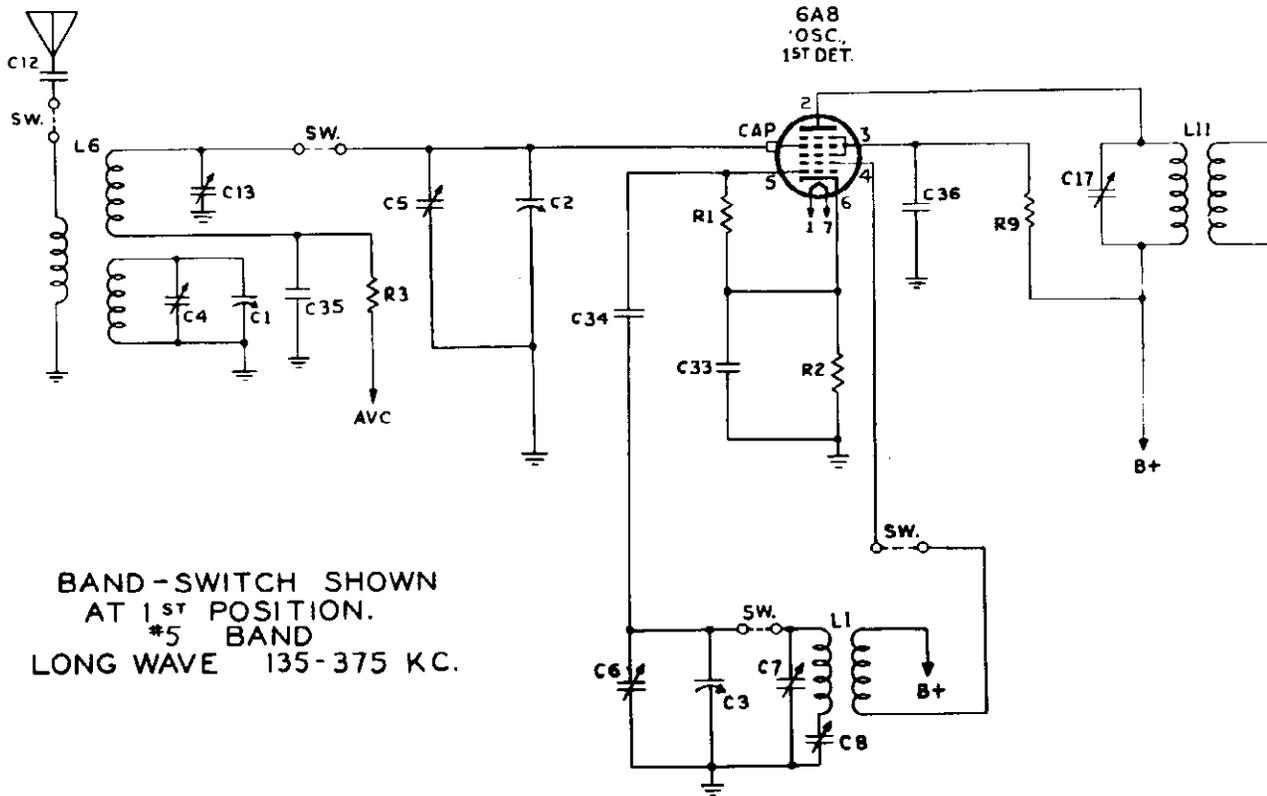 6A8
OSC.,
1ST DET.
C12
SW.
L6
SW.
CAP
2
3
L11
C13
C5
C2
5
4
C17
R1
6
C36
1 7
R9
C4
C1
C35
R3
C34
C33
R2
AVC
B+
SW.
BAND-SWITCH SHOWN
AT 1ST POSITION.
#5 BAND
LONG WAVE 135-375 KC.
SW.
L1
C6
C3
C7
B+
C8